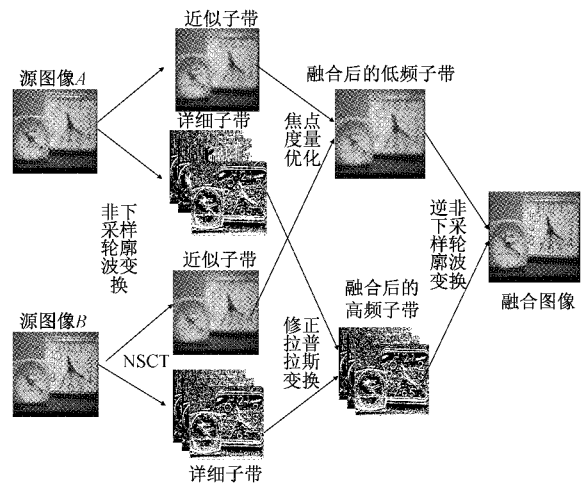 近似子带
源图像A
融合后的低频子带
详细子带
焦点
度量
优化
非下
采样
轮廓
波变
换
逆非
下采
样轮
廓波
变换
近似子带
融合后的
高频子带
融合图像
源图像B
NSCT
修正
拉普
拉斯
变换
详细子带